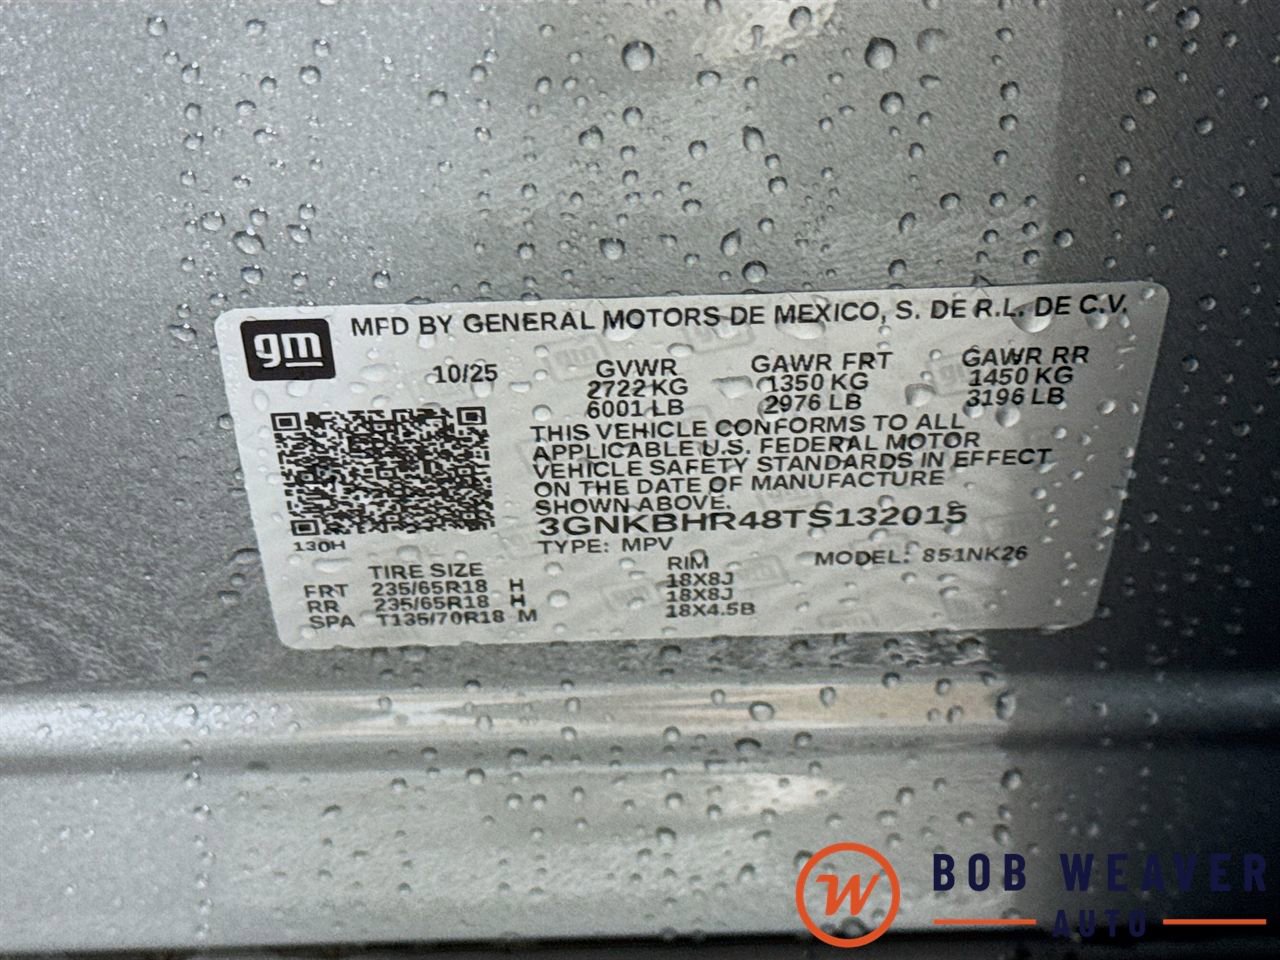 gm
MFD BY GENERAL MOTORS DE MEXICO, S. DE R.L. DE C.V.
10/25 GVWR GAWR FRT GAWR RR
2722 KG 1350 KG 1450 KG
6001 LB 2976 LB 3196 LB
THIS VEHICLE CONFORMS TO ALL
APPLICABLE U.S. FEDERAL MOTOR
VEHICLE SAFETY STANDARDS IN EFFECT
ON THE DATE OF MANUFACTURE
SHOWN ABOVE.
3GNKBHR48TS132015
130H
TYPE: MPV MODEL: 851NK26
TIRE SIZE RIM
FRT 235/65R18 H 18X8J
RR 235/65R18 H 18X8J
SPA T135/70R18 M 18X4.5B
W BOB WEAVER
AUTO